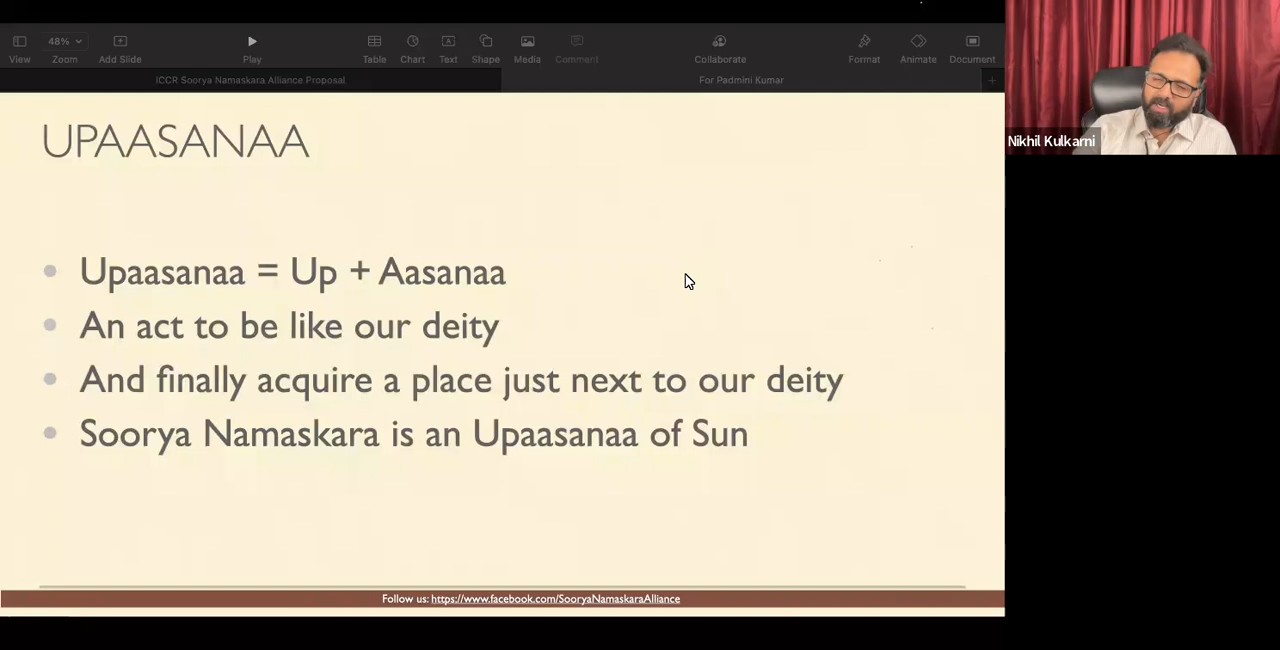 48%
View
Zoom
Add Slide
Play
Table
Chart
Text
Shape
Media
Comment
Collaborate
Format
Animate
Document
ICCR Soorya Namaskara Alliance Proposal
For Padmini Kumar
Nikhil Kulkarni
UPAASANAA
Upaasanaa = Up + Aasanaa
An act to be like our deity
And finally acquire a place just next to our deity
Soorya Namaskara is an Upaasanaa of Sun
Follow us: https://www.facebook.com/SooryaNamaskaraAlliance